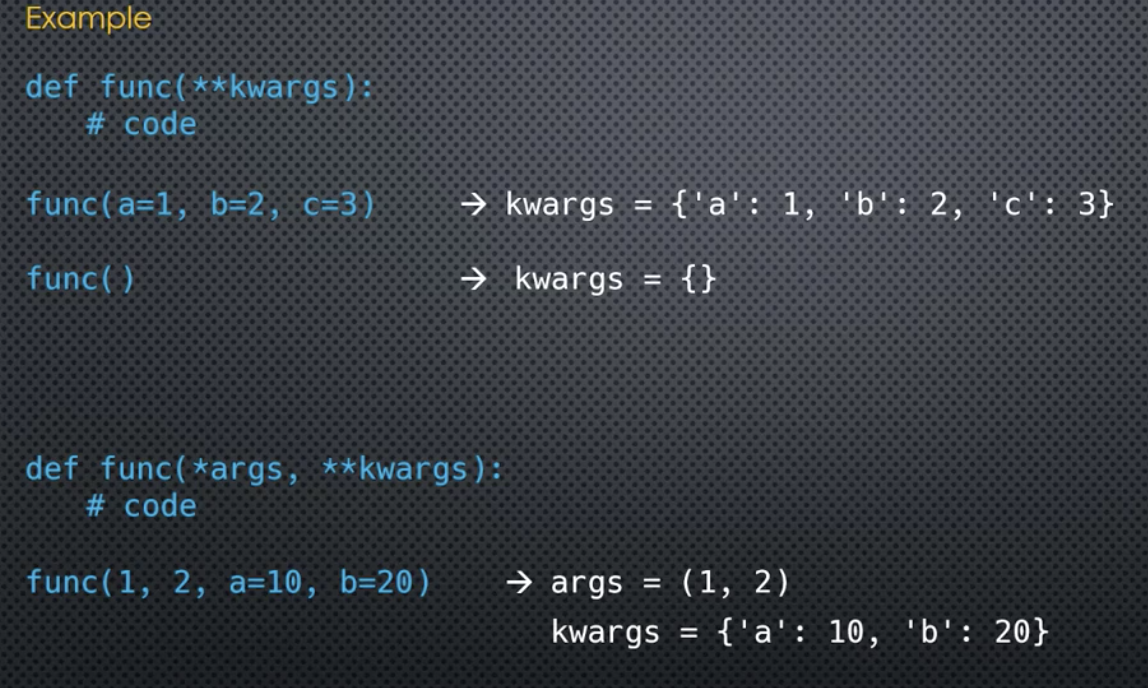 Example
def func(**kwargs):
# code
func(a=1, b=2, c=3) → kwargs = {'a': 1, 'b': 2, 'c': 3}
func() → kwargs = {}
def func(*args, **kwargs):
# code
func(1, 2, a=10, b=20) → args = (1, 2)
kwargs = {'a': 10, 'b': 20}